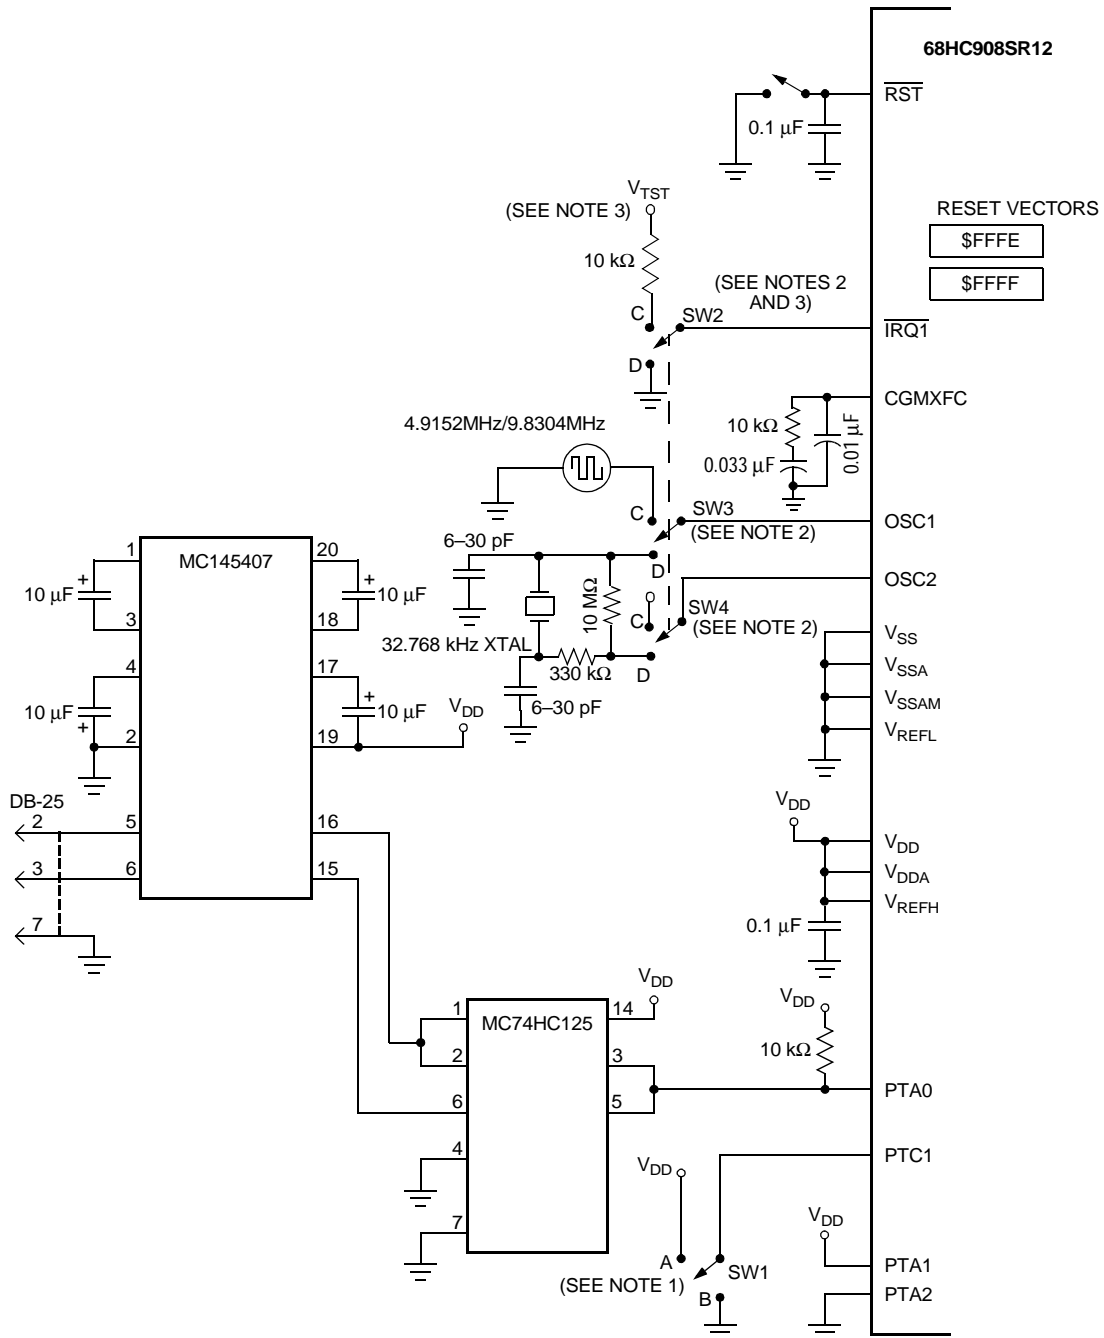 68HC908SR12
RST
0.1 µF
VTST
(SEE NOTE 3)
RESET VECTORS
$FFFE
$FFFF
10 kΩ
(SEE NOTES 2
AND 3)
C
SW2
IRQ1
D
CGMXFC
4.9152MHz/9.8304MHz
10 kΩ
0.01 µF
0.033 µF
C
SW3
OSC1
(SEE NOTE 2)
6–30 pF
D
OSC2
10 MΩ
C
SW4
(SEE NOTE 2)
32.768 kHz XTAL
330 kΩ
D
6–30 pF
VSS
VSSA
VSSAM
VREFL
MC145407
1
20
+
10 µF
+
10 µF
3
18
4
17
10 µF
+
+
10 µF
VDD
2
19
DB-25
2
5
16
3
6
15
7
VDD
VDD
VDDA
VREFH
0.1 µF
MC74HC125
VDD
1
14
2
3
6
5
4
7
VDD
10 kΩ
PTA0
PTC1
VDD
A
SW1
(SEE NOTE 1)
B
VDD
PTA1
PTA2